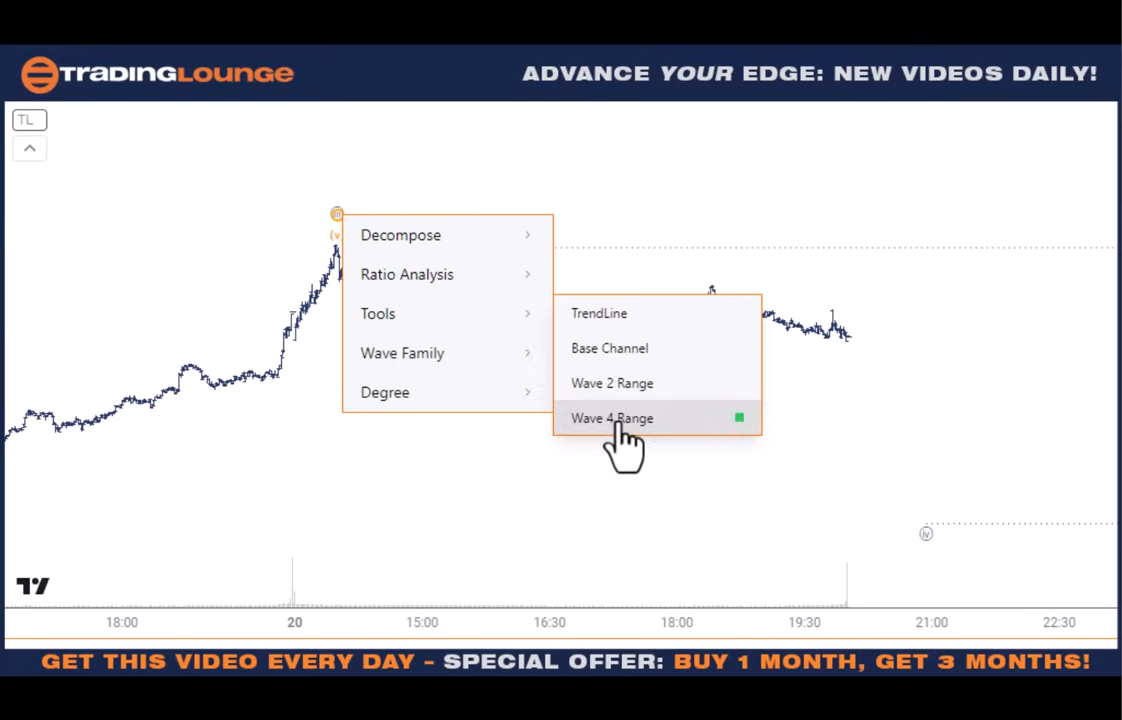 TRADINGLOUNGE
ADVANCE YOUR EDGE: NEW VIDEOS DAILY!
TL
Decompose
Ratio Analysis
Tools
Wave Family
Degree
TrendLine
Base Channel
Wave 2 Range
Wave 4 Range
iv
18:00
20
15:00
16:30
18:00
19:30
21:00
22:30
GET THIS VIDEO EVERY DAY - SPECIAL OFFER: BUY 1 MONTH, GET 3 MONTHS!